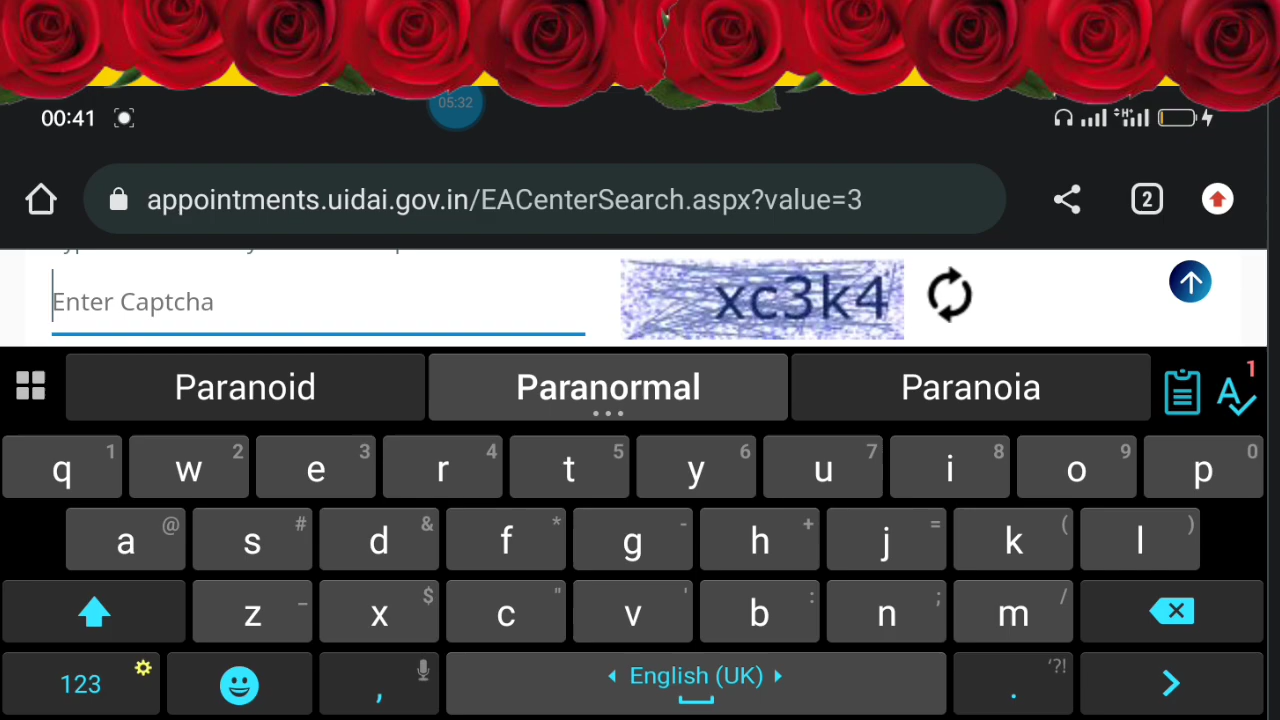 05:32
00:41
appointments.uidai.gov.in/EACenterSearch.aspx?value=3
2
Enter Captcha
xc3k4
Paranoid Paranormal Paranoia
1
1 2 3 4 5 6 7 8 9 0
q w e r t y u i o p
@ # & * - + = ( )
a s d f g h j k l
_ $ " ' : ; /
z x c v b n m
123 , English (UK) . '?!